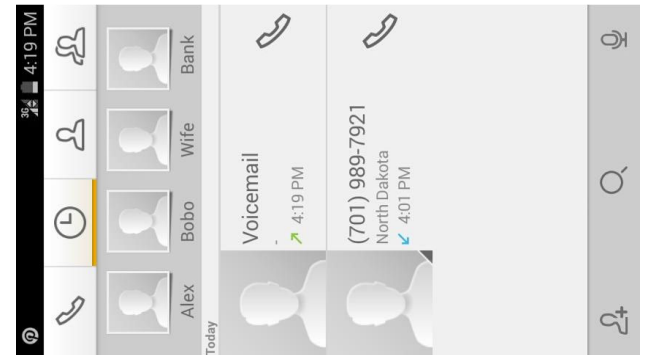 3G 4:19 PM
Alex Bobo Wife Bank
Today
Voicemail
-
4:19 PM
(701) 989-7921
North Dakota
4:01 PM